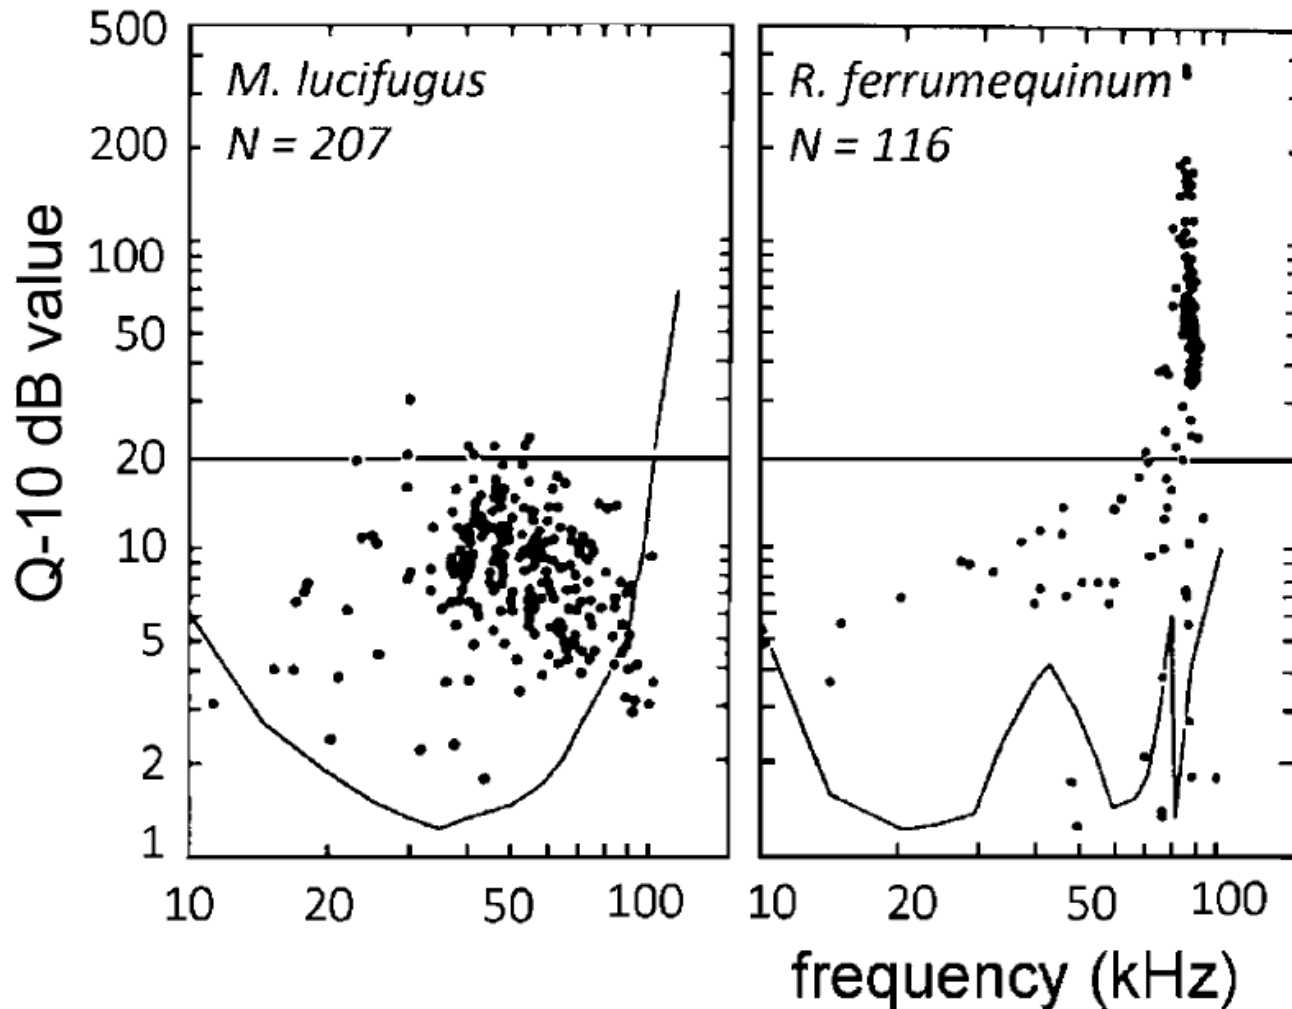 500
200
100
50
20
10
5
2
1
Q-10 dB value
M. lucifugus
N = 207
10 20 50 100
R. ferrumequinum
N = 116
10 20 50 100
frequency (kHz)